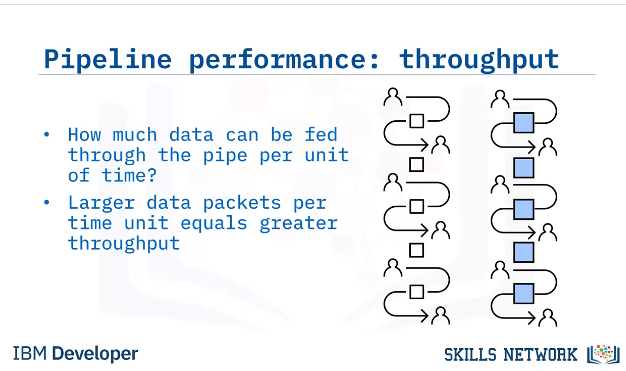 Pipeline performance: throughput
• How much data can be fed
through the pipe per unit
of time?
• Larger data packets per
time unit equals greater
throughput
IBM Developer
SKILLS NETWORK